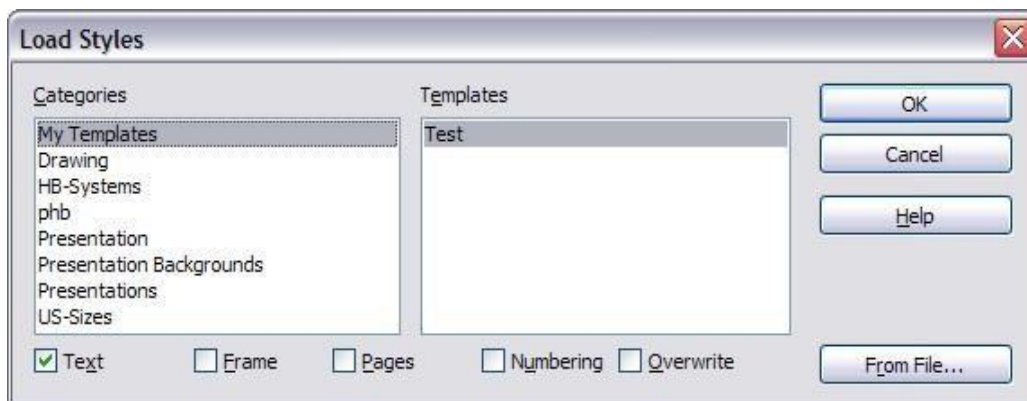 Load Styles
Categories
Templates
My Templates
Drawing
HB-Systems
phb
Presentation
Presentation Backgrounds
Presentations
US-Sizes
Test
OK
Cancel
Help
Text
Frame
Pages
Numbering
Overwrite
From File...